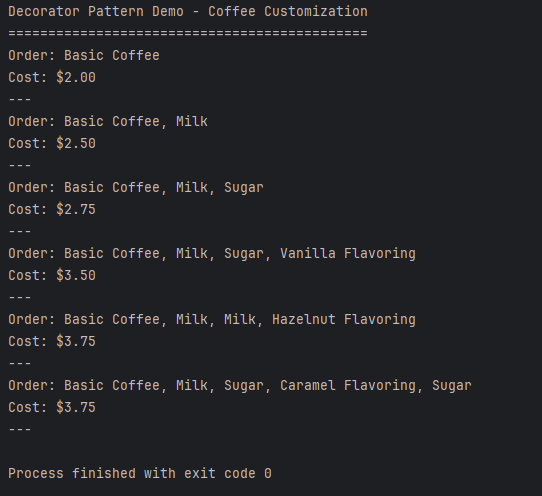 Decorator Pattern Demo - Coffee Customization
=============================================
Order: Basic Coffee
Cost: $2.00
---
Order: Basic Coffee, Milk
Cost: $2.50
---
Order: Basic Coffee, Milk, Sugar
Cost: $2.75
---
Order: Basic Coffee, Milk, Sugar, Vanilla Flavoring
Cost: $3.50
---
Order: Basic Coffee, Milk, Milk, Hazelnut Flavoring
Cost: $3.75
---
Order: Basic Coffee, Milk, Sugar, Caramel Flavoring, Sugar
Cost: $3.75
---
Process finished with exit code 0